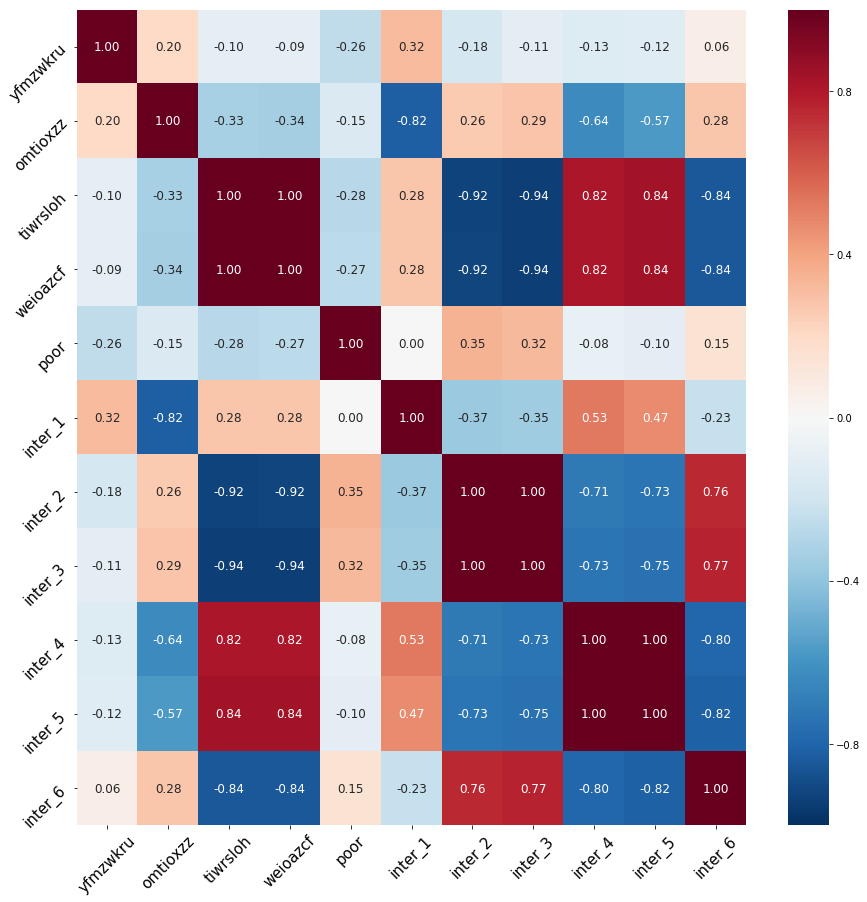 yfmzwkru 1.00 0.20 -0.10 -0.09 -0.26 0.32 -0.18 -0.11 -0.13 -0.12 0.06
omtioxzz 0.20 1.00 -0.33 -0.34 -0.15 -0.82 0.26 0.29 -0.64 -0.57 0.28
tiwrsloh -0.10 -0.33 1.00 1.00 -0.28 0.28 -0.92 -0.94 0.82 0.84 -0.84
weioazcf -0.09 -0.34 1.00 1.00 -0.27 0.28 -0.92 -0.94 0.82 0.84 -0.84
poor -0.26 -0.15 -0.28 -0.27 1.00 0.00 0.35 0.32 -0.08 -0.10 0.15
inter_1 0.32 -0.82 0.28 0.28 0.00 1.00 -0.37 -0.35 0.53 0.47 -0.23
inter_2 -0.18 0.26 -0.92 -0.92 0.35 -0.37 1.00 1.00 -0.71 -0.73 0.76
inter_3 -0.11 0.29 -0.94 -0.94 0.32 -0.35 1.00 1.00 -0.73 -0.75 0.77
inter_4 -0.13 -0.64 0.82 0.82 -0.08 0.53 -0.71 -0.73 1.00 1.00 -0.80
inter_5 -0.12 -0.57 0.84 0.84 -0.10 0.47 -0.73 -0.75 1.00 1.00 -0.82
inter_6 0.06 0.28 -0.84 -0.84 0.15 -0.23 0.76 0.77 -0.80 -0.82 1.00
yfmzwkru omtioxzz tiwrsloh weioazcf poor inter_1 inter_2 inter_3 inter_4 inter_5 inter_6
0.8
0.4
0.0
−0.4
−0.8